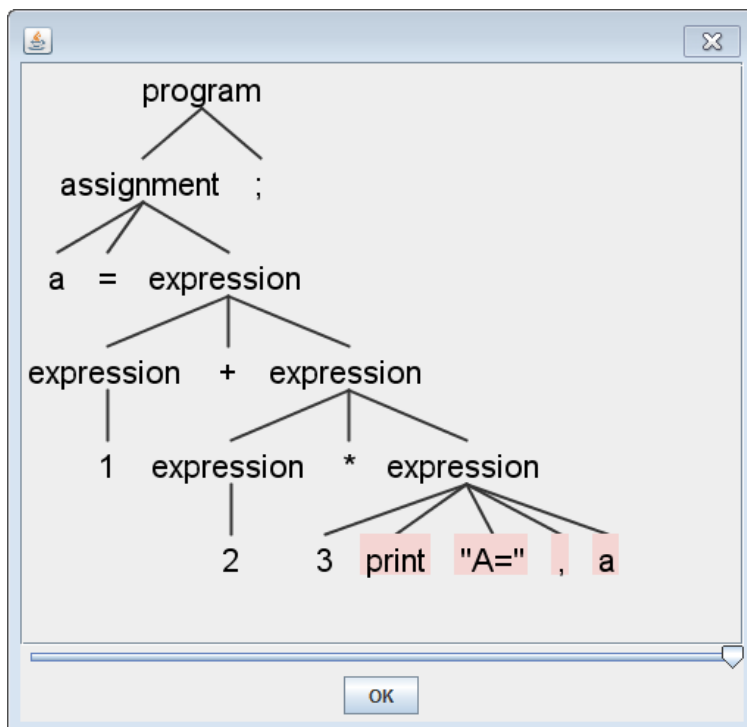 program
assignment ;
a = expression
expression + expression
1 expression * expression
2 3 print "A=" , a
OK